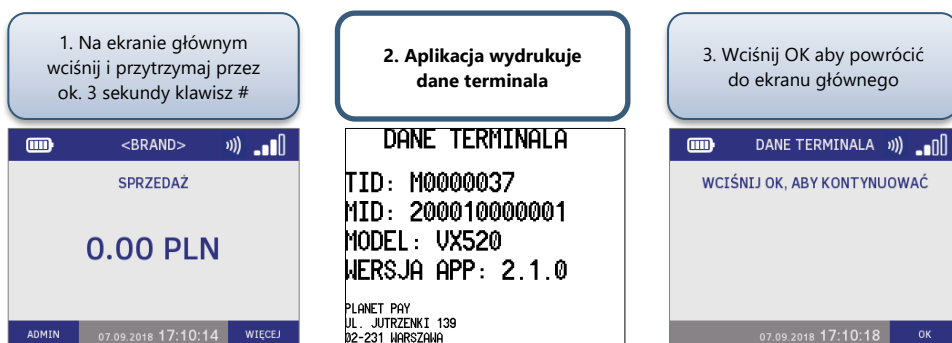 1. Na ekranie głównym
wciśnij i przytrzymaj przez
ok. 3 sekundy klawisz #
<BRAND>
SPRZEDAŻ
0.00 PLN
ADMIN 07.09.2018 17:10:14 WIĘCEJ
2. Aplikacja wydrukuje
dane terminala
DANE TERMINALA
TID: M0000037
MID: 200010000001
MODEL: VX520
WERSJA APP: 2.1.0
PLANET PAY
UL. JUTRZENKI 139
02-231 WARSZAWA
3. Wciśnij OK aby powrócić
do ekranu głównego
DANE TERMINALA
WCIŚNIJ OK, ABY KONTYNUOWAĆ
07.09.2018 17:10:18 OK